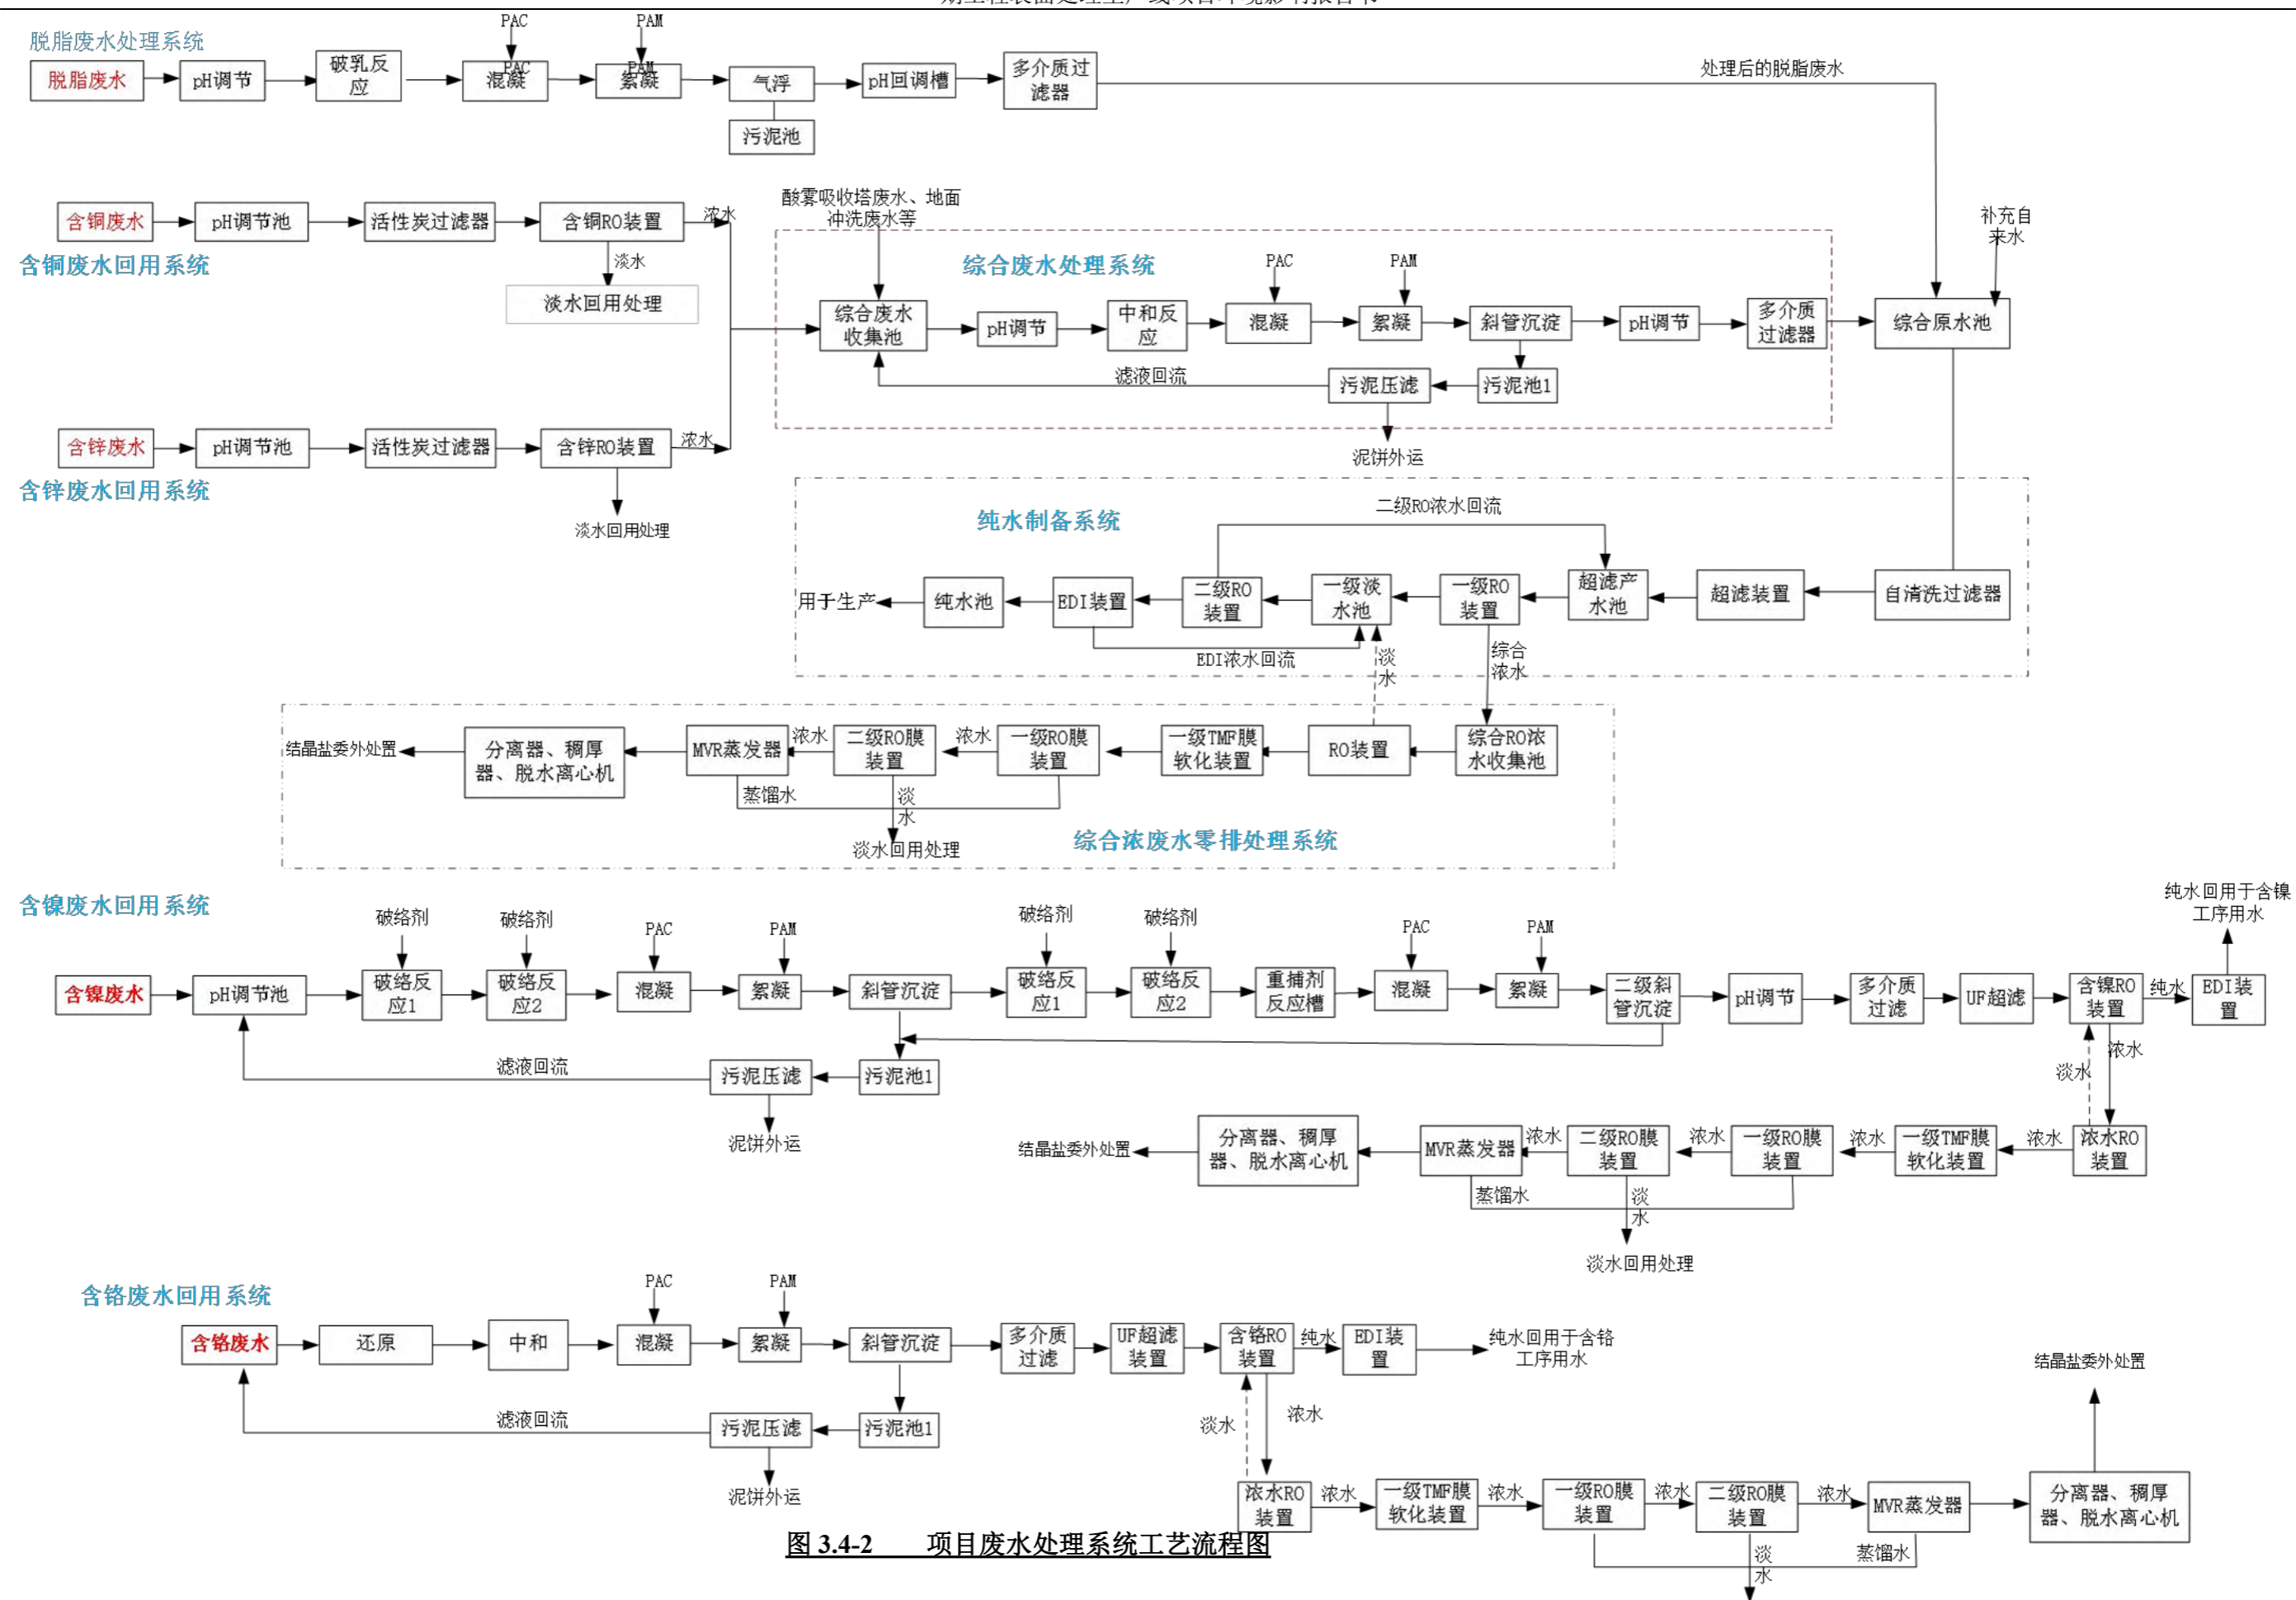 脱脂废水处理系统
PAC
PAM
脱脂废水
pH调节
破乳反
应
PAC
混凝
PAM
絮凝
气浮
pH回调槽
多介质过
滤器
处理后的脱脂废水
污泥池
含铜废水
pH调节池
活性炭过滤器
含铜RO装置
浓水
含铜废水回用系统
淡水
淡水回用处理
酸雾吸收塔废水、地面
冲洗废水等
补充自
来水
综合废水处理系统
PAC
PAM
综合废水
收集池
pH调节
中和反
应
混凝
絮凝
斜管沉淀
pH调节
多介质
过滤器
综合原水池
滤液回流
污泥压滤
污泥池1
泥饼外运
含锌废水
pH调节池
活性炭过滤器
含锌RO装置
浓水
含锌废水回用系统
淡水回用处理
纯水制备系统
二级RO浓水回流
用于生产
纯水池
EDI装置
二级RO
装置
一级淡
水池
一级RO
装置
超滤产
水池
超滤装置
自清洗过滤器
EDI浓水回流
淡
水
综合
浓水
结晶盐委外处置
分离器、稠厚
器、脱水离心机
MVR蒸发器
浓水
二级RO膜
装置
浓水
一级RO膜
装置
一级TMF膜
软化装置
RO装置
综合RO浓
水收集池
蒸馏水
淡
水
淡水回用处理
综合浓废水零排处理系统
含镍废水回用系统
破络剂
破络剂
PAC
PAM
破络剂
破络剂
PAC
PAM
纯水回用于含镍
工序用水
含镍废水
pH调节池
破络反
应1
破络反
应2
混凝
絮凝
斜管沉淀
破络反
应1
破络反
应2
重捕剂
反应槽
混凝
絮凝
二级斜
管沉淀
pH调节
多介质
过滤
UF超滤
含镍RO
装置
纯水
EDI装
置
滤液回流
污泥压滤
污泥池1
泥饼外运
淡水
浓水
结晶盐委外处置
分离器、稠厚
器、脱水离心机
MVR蒸发器
浓水
二级RO膜
装置
浓水
一级RO膜
装置
浓水
一级TMF膜
软化装置
浓水
浓水RO
装置
蒸馏水
淡
水
淡水回用处理
含铬废水回用系统
PAC
PAM
含铬废水
还原
中和
混凝
絮凝
斜管沉淀
多介质
过滤
UF超滤
装置
含铬RO
装置
纯水
EDI装
置
纯水回用于含铬
工序用水
滤液回流
污泥压滤
污泥池1
泥饼外运
淡水
浓水
结晶盐委外处置
浓水RO
装置
浓水
一级TMF膜
软化装置
浓水
一级RO膜
装置
浓水
二级RO膜
装置
浓水
MVR蒸发器
分离器、稠厚
器、脱水离心机
淡
水
蒸馏水
图 3.4-2 项目废水处理系统工艺流程图